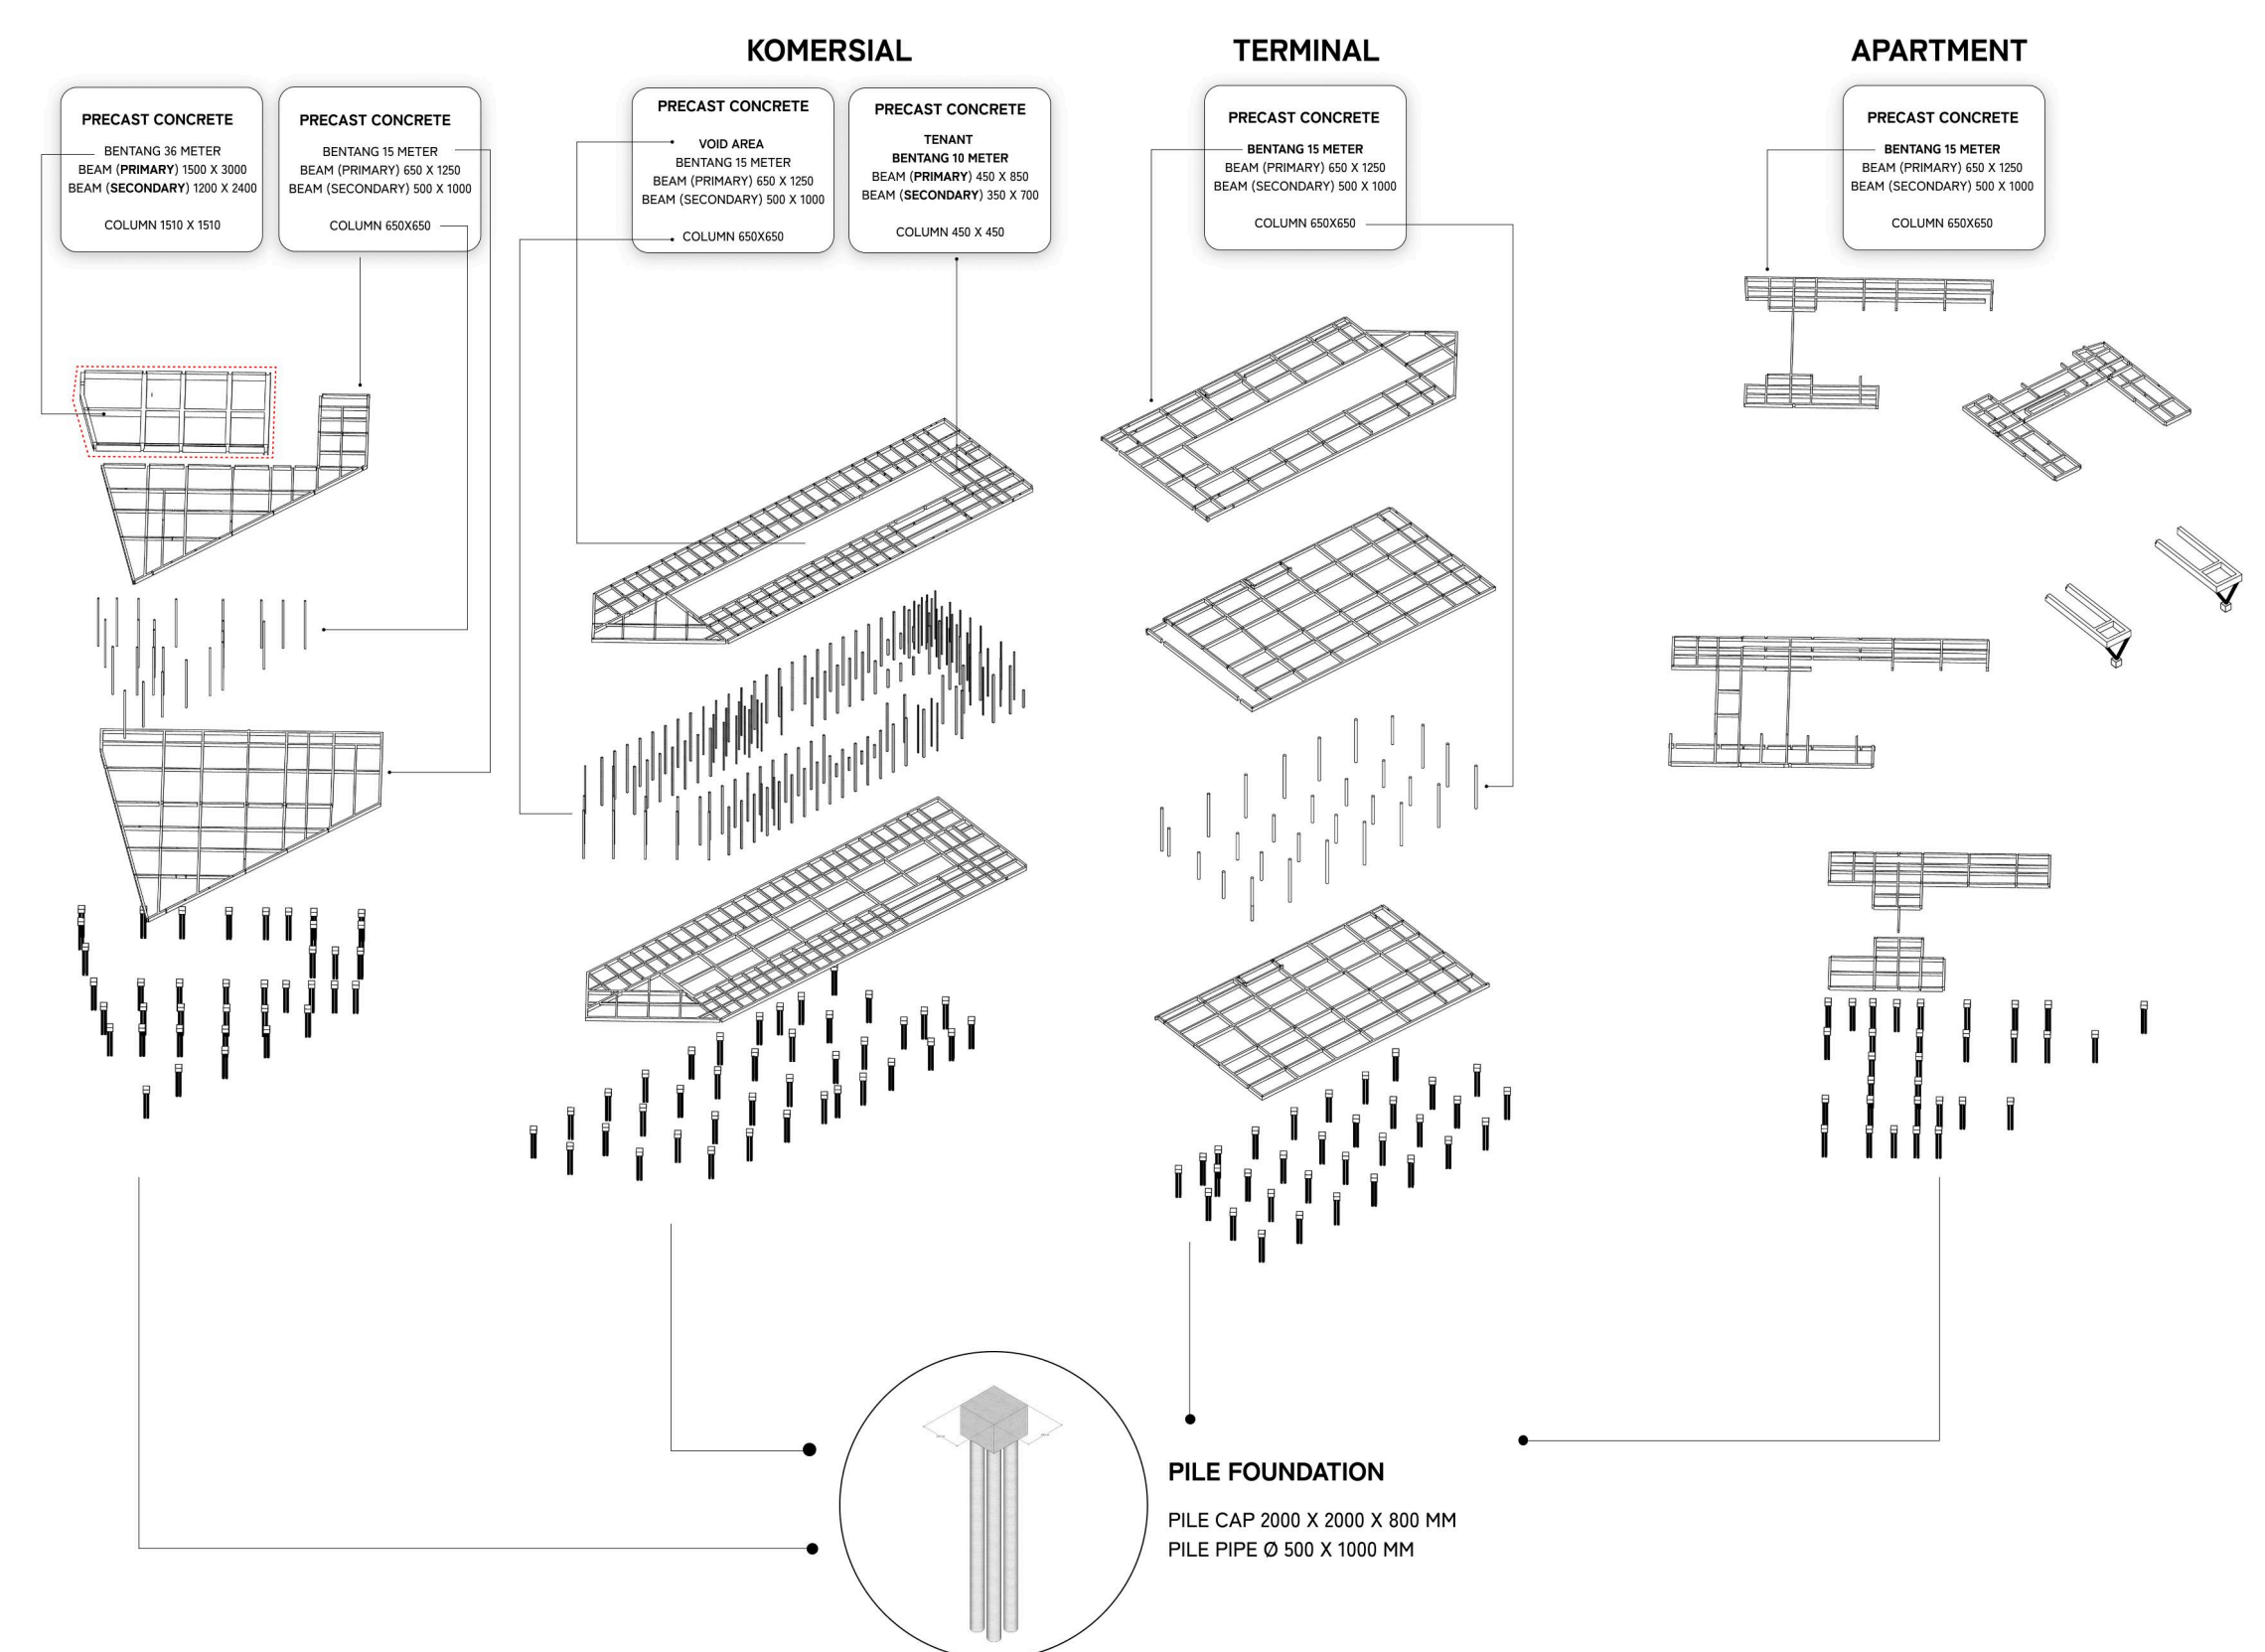 KOMERSIAL
TERMINAL
APARTMENT
PRECAST CONCRETE
BENTANG 36 METER
BEAM (PRIMARY) 1500 X 3000
BEAM (SECONDARY) 1200 X 2400
COLUMN 1510 X 1510
PRECAST CONCRETE
BENTANG 15 METER
BEAM (PRIMARY) 650 X 1250
BEAM (SECONDARY) 500 X 1000
COLUMN 650X650
PRECAST CONCRETE
VOID AREA
BENTANG 15 METER
BEAM (PRIMARY) 650 X 1250
BEAM (SECONDARY) 500 X 1000
COLUMN 650X650
PRECAST CONCRETE
TENANT
BENTANG 10 METER
BEAM (PRIMARY) 450 X 850
BEAM (SECONDARY) 350 X 700
COLUMN 450 X 450
PRECAST CONCRETE
BENTANG 15 METER
BEAM (PRIMARY) 650 X 1250
BEAM (SECONDARY) 500 X 1000
COLUMN 650X650
PRECAST CONCRETE
BENTANG 15 METER
BEAM (PRIMARY) 650 X 1250
BEAM (SECONDARY) 500 X 1000
COLUMN 650X650
PILE FOUNDATION
PILE CAP 2000 X 2000 X 800 MM
PILE PIPE Ø 500 X 1000 MM